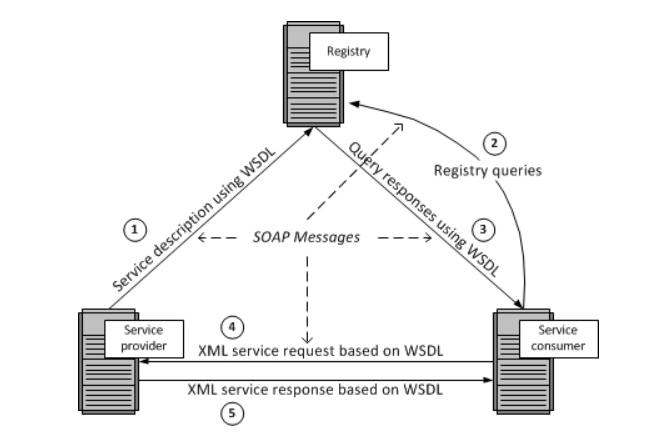 Registry
2
Registry queries
Query responses using WSDL
3
1
Service description using WSDL
SOAP Messages
Service
provider
Service
consumer
4
XML service request based on WSDL
XML service response based on WSDL
5